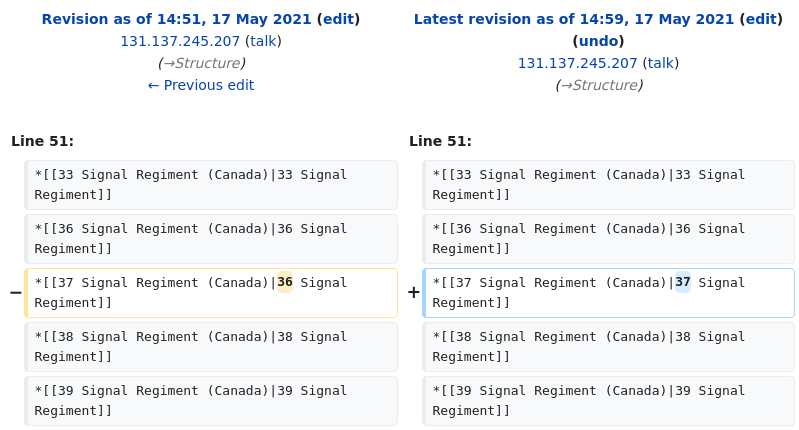 Revision as of 14:51, 17 May 2021 (edit)
131.137.245.207 (talk)
(→Structure)
← Previous edit
Latest revision as of 14:59, 17 May 2021 (edit)
(undo)
131.137.245.207 (talk)
(→Structure)
Line 51:
*[[33 Signal Regiment (Canada)|33 Signal
Regiment]]
*[[36 Signal Regiment (Canada)|36 Signal
Regiment]]
− *[[37 Signal Regiment (Canada)|36 Signal
Regiment]]
*[[38 Signal Regiment (Canada)|38 Signal
Regiment]]
*[[39 Signal Regiment (Canada)|39 Signal
Regiment]]
Line 51:
*[[33 Signal Regiment (Canada)|33 Signal
Regiment]]
*[[36 Signal Regiment (Canada)|36 Signal
Regiment]]
+ *[[37 Signal Regiment (Canada)|37 Signal
Regiment]]
*[[38 Signal Regiment (Canada)|38 Signal
Regiment]]
*[[39 Signal Regiment (Canada)|39 Signal
Regiment]]